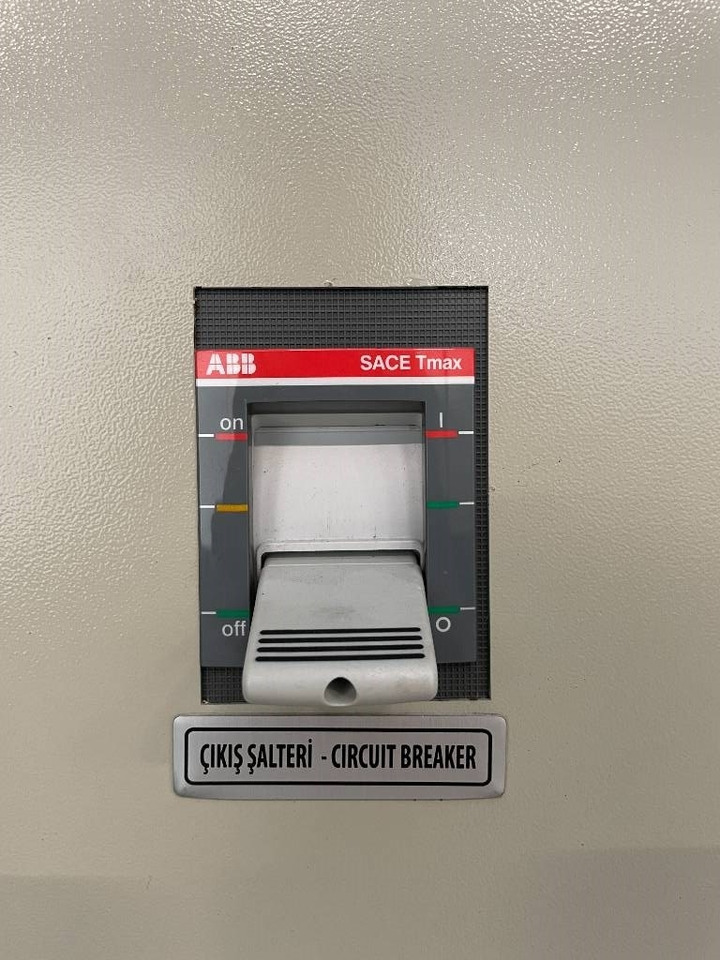 ABB SACE Tmax
on I
off O
ÇIKIŞ ŞALTERİ - CIRCUIT BREAKER